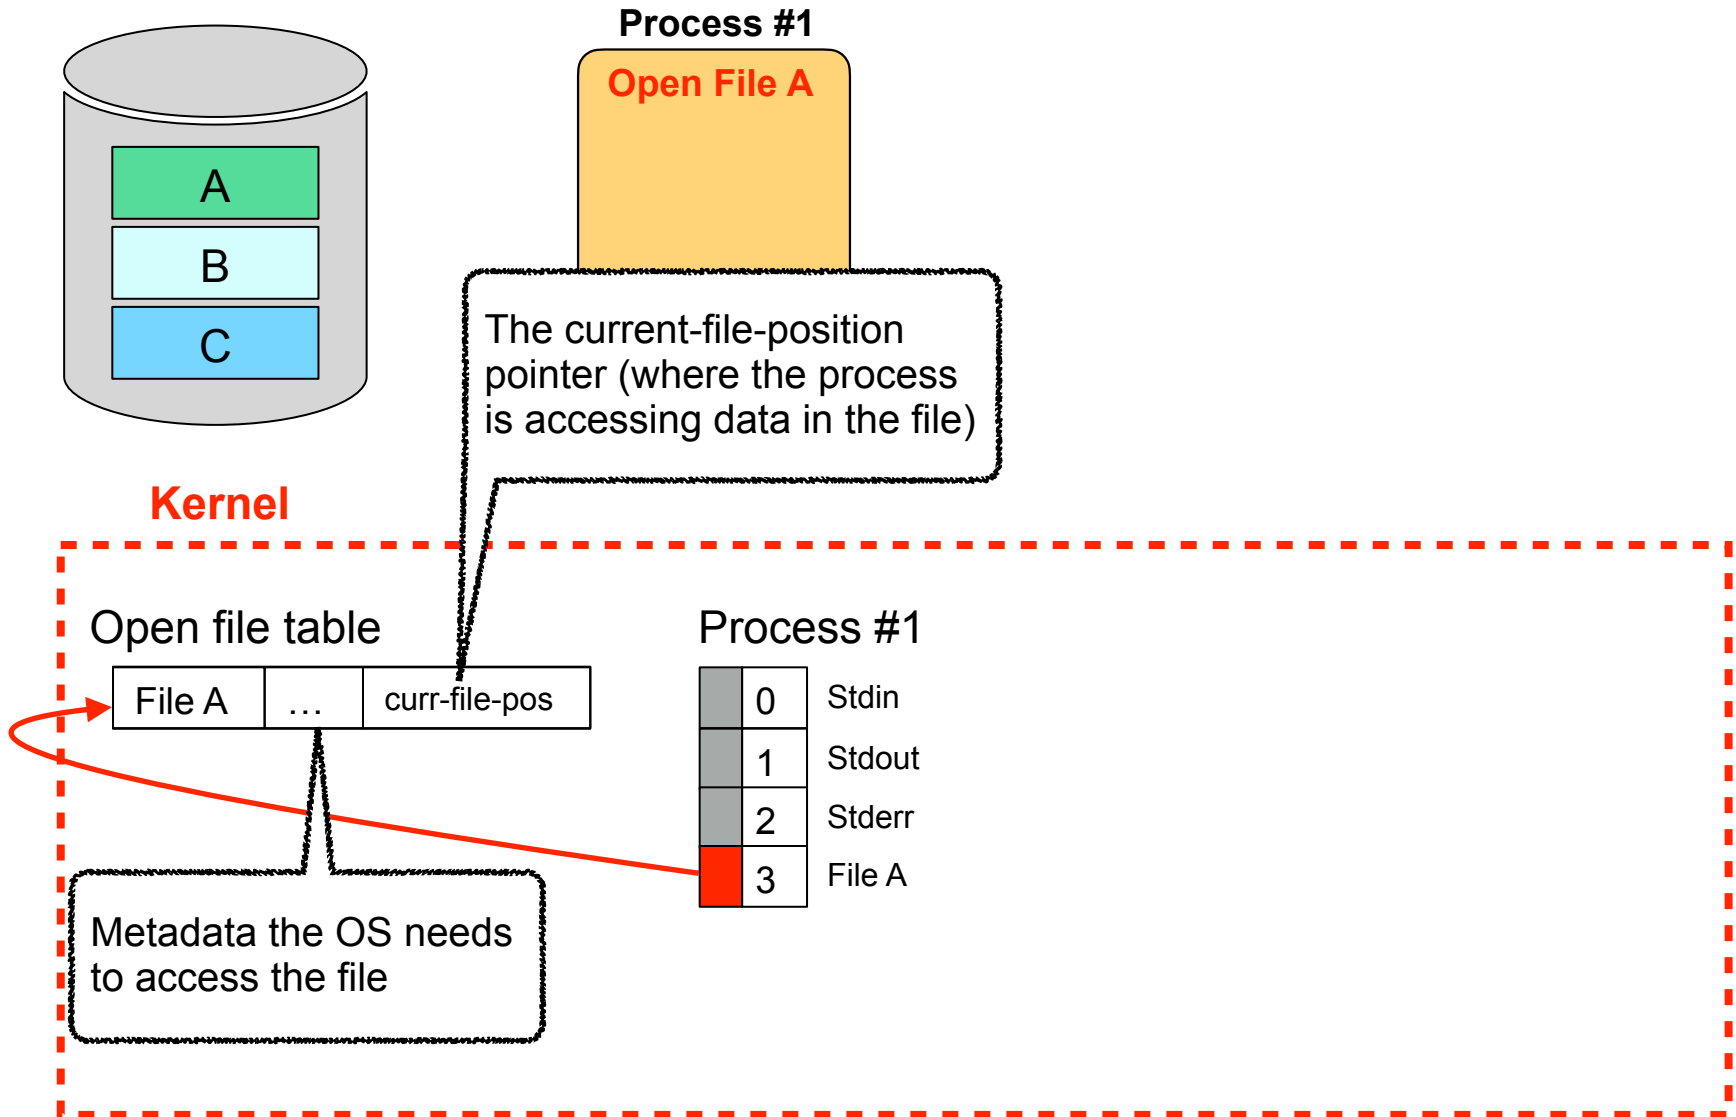 Process #1
Open File A
A
B
C
The current-file-position
pointer (where the process
is accessing data in the file)
Kernel
Open file table
File A
...
curr-file-pos
Process #1
0 Stdin
1 Stdout
2 Stderr
3 File A
Metadata the OS needs
to access the file